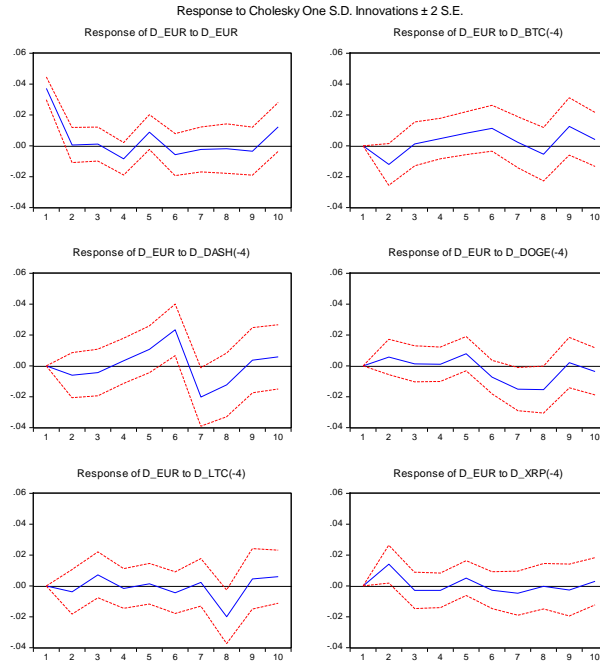 Response to Cholesky One S.D. Innovations ± 2 S.E.
Response of D_EUR to D_EUR
.06
.04
.02
.00
-.02
-.04
1 2 3 4 5 6 7 8 9 10
Response of D_EUR to D_BTC(-4)
.06
.04
.02
.00
-.02
-.04
1 2 3 4 5 6 7 8 9 10
Response of D_EUR to D_DASH(-4)
.06
.04
.02
.00
-.02
-.04
1 2 3 4 5 6 7 8 9 10
Response of D_EUR to D_DOGE(-4)
.06
.04
.02
.00
-.02
-.04
1 2 3 4 5 6 7 8 9 10
Response of D_EUR to D_LTC(-4)
.06
.04
.02
.00
-.02
-.04
1 2 3 4 5 6 7 8 9 10
Response of D_EUR to D_XRP(-4)
.06
.04
.02
.00
-.02
-.04
1 2 3 4 5 6 7 8 9 10